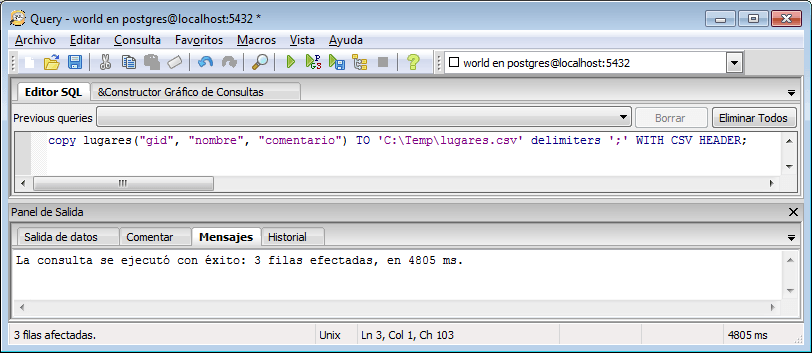 Query - world en postgres@localhost:5432 *
Archivo Editar Consulta Favoritos Macros Vista Ayuda
world en postgres@localhost:5432
Editor SQL &Constructor Gráfico de Consultas
Previous queries Borrar Eliminar Todos
copy lugares("gid", "nombre", "comentario") TO 'C:\Temp\lugares.csv' delimiters ';' WITH CSV HEADER;
Panel de Salida
Salida de datos Comentar Mensajes Historial
La consulta se ejecutó con éxito: 3 filas efectadas, en 4805 ms.
3 filas afectadas. Unix Ln 3, Col 1, Ch 103 4805 ms